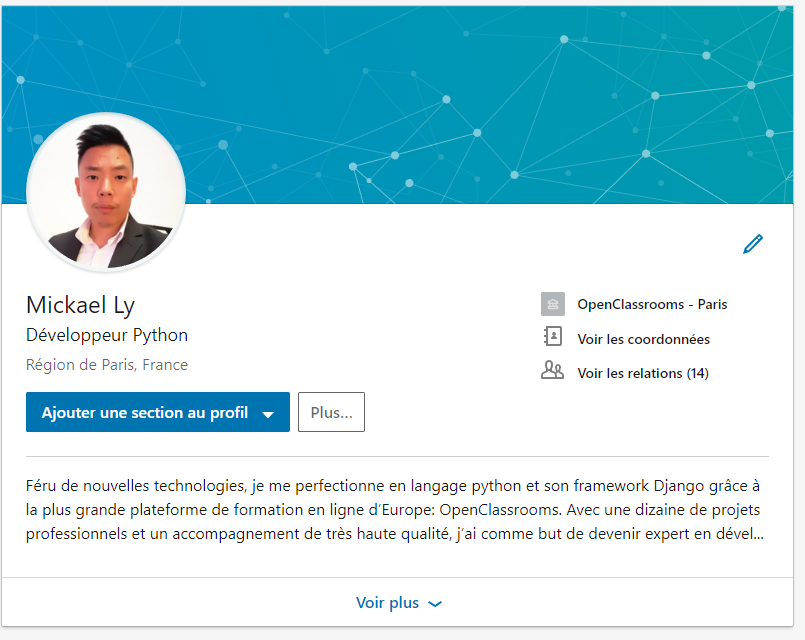 Mickael Ly
Développeur Python
Région de Paris, France
Ajouter une section au profil
Plus...
OpenClassrooms - Paris
Voir les coordonnées
Voir les relations (14)
Féru de nouvelles technologies, je me perfectionne en langage python et son framework Django grâce à
la plus grande plateforme de formation en ligne d'Europe: OpenClassrooms. Avec une dizaine de projets
professionnels et un accompagnement de très haute qualité, j'ai comme but de devenir expert en dével...
Voir plus